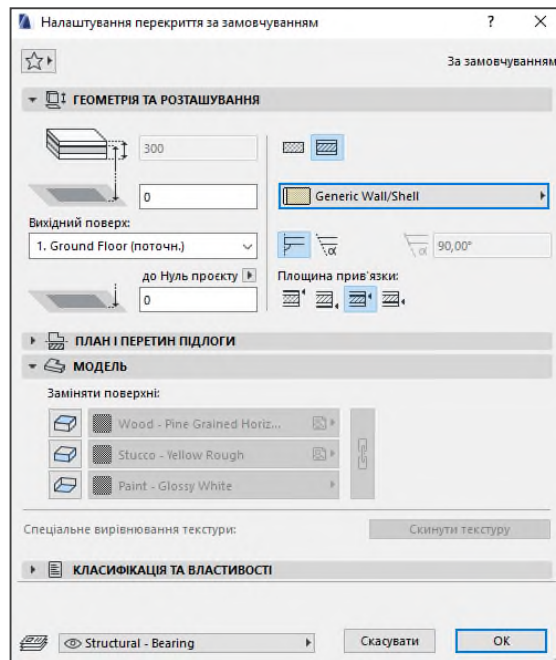 Налаштування перекриття за замовчуванням
За замовчуванням
ГЕОМЕТРІЯ ТА РОЗТАШУВАННЯ
300
0
Generic Wall/Shell
Вихідний поверх:
1. Ground Floor (поточн.)
α
α
90,00°
до Нуль проєкту
Площина прив'язки:
0
ПЛАН І ПЕРЕТИН ПІДЛОГИ
МОДЕЛЬ
Заміняти поверхні:
Wood - Pine Grained Horiz...
Stucco - Yellow Rough
Paint - Glossy White
Спеціальне вирівнювання текстури:
Скинути текстуру
КЛАСИФІКАЦІЯ ТА ВЛАСТИВОСТІ
Structural - Bearing
Скасувати
OK